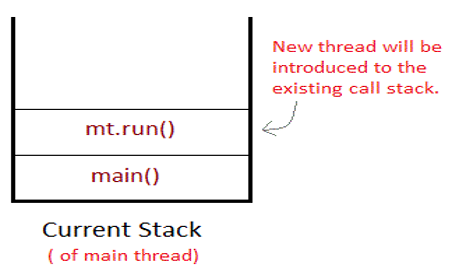 New thread will be
introduced to the
existing call stack.
mt.run()
main()
Current Stack
( of main thread)